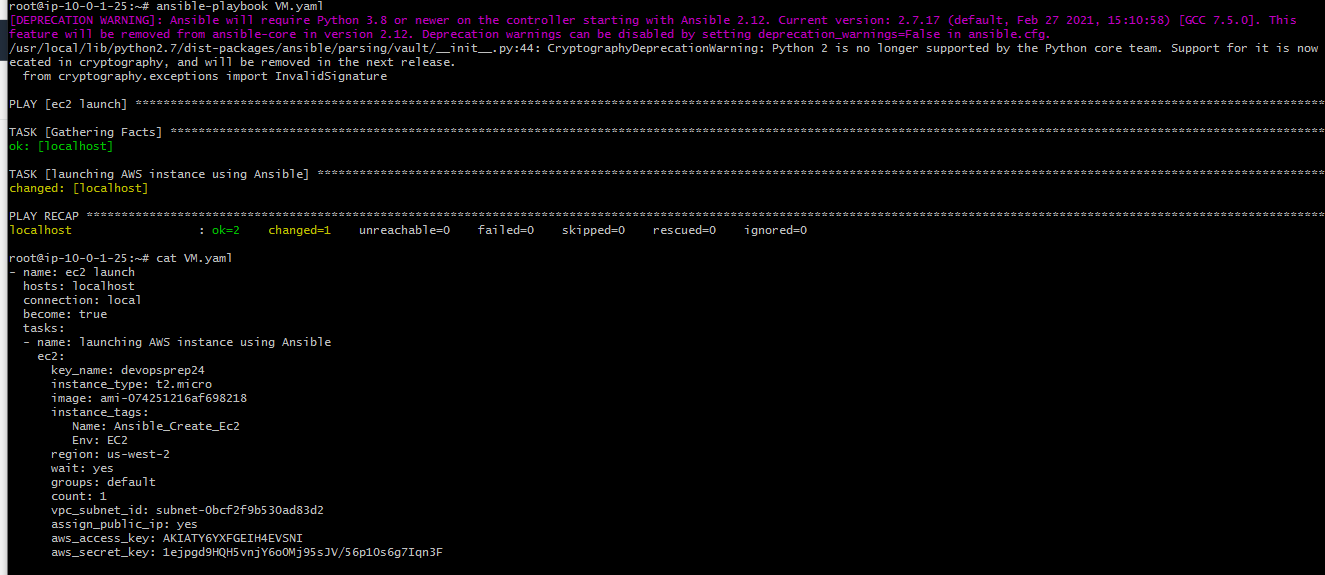 root@ip-10-0-1-25:~# ansible-playbook VM.yaml
[DEPRECATION WARNING]: Ansible will require Python 3.8 or newer on the controller starting with Ansible 2.12. Current version: 2.7.17 (default, Feb 27 2021, 15:10:58) [GCC 7.5.0]. This
feature will be removed from ansible-core in version 2.12. Deprecation warnings can be disabled by setting deprecation_warnings=False in ansible.cfg.
/usr/local/lib/python2.7/dist-packages/ansible/parsing/vault/__init__.py:44: CryptographyDeprecationWarning: Python 2 is no longer supported by the Python core team. Support for it is now
ecated in cryptography, and will be removed in the next release.
from cryptography.exceptions import InvalidSignature
PLAY [ec2 launch] ****************************************************************************************************************************************************************************
TASK [Gathering Facts] ***********************************************************************************************************************************************************************
ok: [localhost]
TASK [launching AWS instance using Ansible] **************************************************************************************************************************************************
changed: [localhost]
PLAY RECAP ***********************************************************************************************************************************************************************************
localhost : ok=2 changed=1 unreachable=0 failed=0 skipped=0 rescued=0 ignored=0
root@ip-10-0-1-25:~# cat VM.yaml
- name: ec2 launch
hosts: localhost
connection: local
become: true
tasks:
- name: launching AWS instance using Ansible
ec2:
key_name: devopsprep24
instance_type: t2.micro
image: ami-074251216af698218
instance_tags:
Name: Ansible_Create_Ec2
Env: EC2
region: us-west-2
wait: yes
groups: default
count: 1
vpc_subnet_id: subnet-0bcf2f9b530ad83d2
assign_public_ip: yes
aws_access_key: AKIATY6YXFGEIH4EVSNI
aws_secret_key: 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